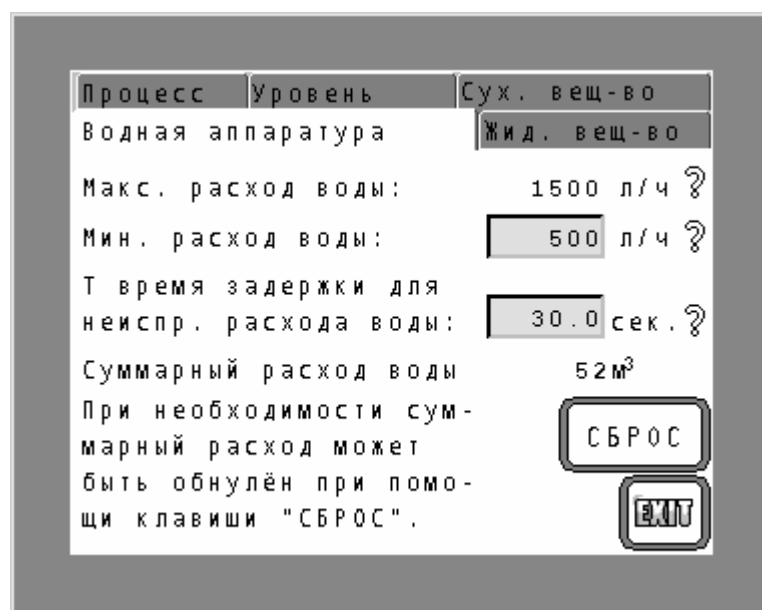 Процесс Уровень Сух. вещ-во
Водная аппаратура Жид. вещ-во
Макс. расход воды: 1500 л/ч ?
Мин. расход воды: 500 л/ч ?
Т время задержки для
неиспр. расхода воды: 30.0 сек. ?
Суммарный расход воды 52м³
При необходимости сум-
марный расход может
быть обнулён при помо-
щи клавиши "СБРОС".
СБРОС
EXIT